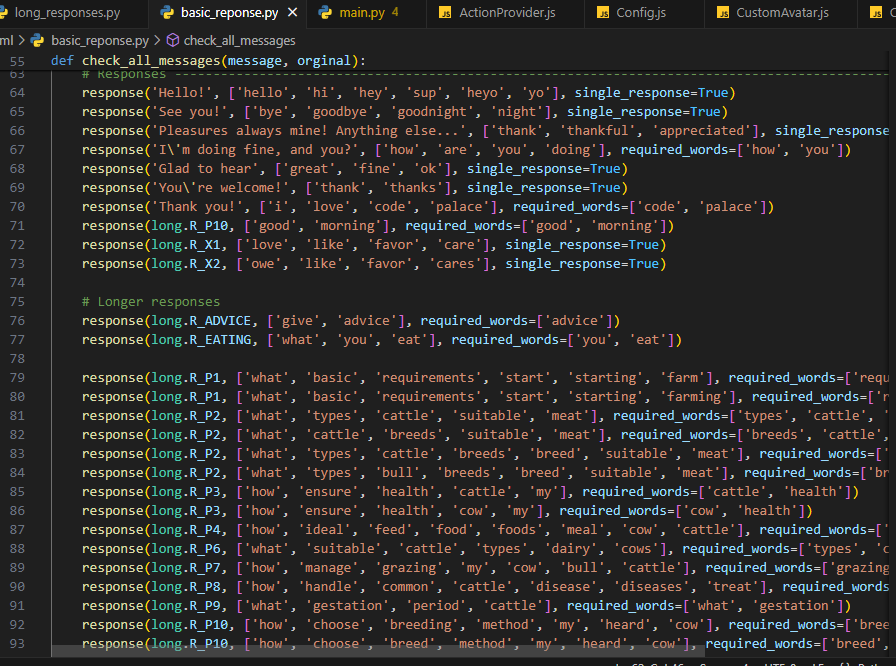 long_responses.py basic_reponse.py main.py 4 ActionProvider.js Config.js CustomAvatar.js
ml > basic_reponse.py > check_all_messages
55 def check_all_messages(message, orginal):
63 # Responses ----------------------------------------------------------------------------------------------
64 response('Hello!', ['hello', 'hi', 'hey', 'sup', 'heyo', 'yo'], single_response=True)
65 response('See you!', ['bye', 'goodbye', 'goodnight', 'night'], single_response=True)
66 response('Pleasures always mine! Anything else...', ['thank', 'thankful', 'appreciated'], single_response
67 response('I\'m doing fine, and you?', ['how', 'are', 'you', 'doing'], required_words=['how', 'you'])
68 response('Glad to hear', ['great', 'fine', 'ok'], single_response=True)
69 response('You\'re welcome!', ['thank', 'thanks'], single_response=True)
70 response('Thank you!', ['i', 'love', 'code', 'palace'], required_words=['code', 'palace'])
71 response(long.R_P10, ['good', 'morning'], required_words=['good', 'morning'])
72 response(long.R_X1, ['love', 'like', 'favor', 'care'], single_response=True)
73 response(long.R_X2, ['owe', 'like', 'favor', 'cares'], single_response=True)
74
75 # Longer responses
76 response(long.R_ADVICE, ['give', 'advice'], required_words=['advice'])
77 response(long.R_EATING, ['what', 'you', 'eat'], required_words=['you', 'eat'])
78
79 response(long.R_P1, ['what', 'basic', 'requirements', 'start', 'starting', 'farm'], required_words=['requ
80 response(long.R_P1, ['what', 'basic', 'requirements', 'start', 'starting', 'farming'], required_words=['r
81 response(long.R_P2, ['what', 'types', 'cattle', 'suitable', 'meat'], required_words=['types', 'cattle', '
82 response(long.R_P2, ['what', 'cattle', 'breeds', 'suitable', 'meat'], required_words=['breeds', 'cattle',
83 response(long.R_P2, ['what', 'types', 'cattle', 'breeds', 'breed', 'suitable', 'meat'], required_words=['
84 response(long.R_P2, ['what', 'types', 'bull', 'breeds', 'breed', 'suitable', 'meat'], required_words=['br
85 response(long.R_P3, ['how', 'ensure', 'health', 'cattle', 'my'], required_words=['cattle', 'health'])
86 response(long.R_P3, ['how', 'ensure', 'health', 'cow', 'my'], required_words=['cow', 'health'])
87 response(long.R_P4, ['how', 'ideal', 'feed', 'food', 'foods', 'meal', 'cow', 'cattle'], required_words=['
88 response(long.R_P6, ['what', 'suitable', 'cattle', 'types', 'dairy', 'cows'], required_words=['types', 'c
89 response(long.R_P7, ['how', 'manage', 'grazing', 'my', 'cow', 'bull', 'cattle'], required_words=['grazing
90 response(long.R_P8, ['how', 'handle', 'common', 'cattle', 'disease', 'diseases', 'treat'], required_words
91 response(long.R_P9, ['what', 'gestation', 'period', 'cattle'], required_words=['what', 'gestation'])
92 response(long.R_P10, ['how', 'choose', 'breeding', 'method', 'my', 'heard', 'cow'], required_words=['bree
93 response(long.R_P10, ['how', 'choose', 'breed', 'method', 'my', 'heard', 'cow'], required_words=['breed',